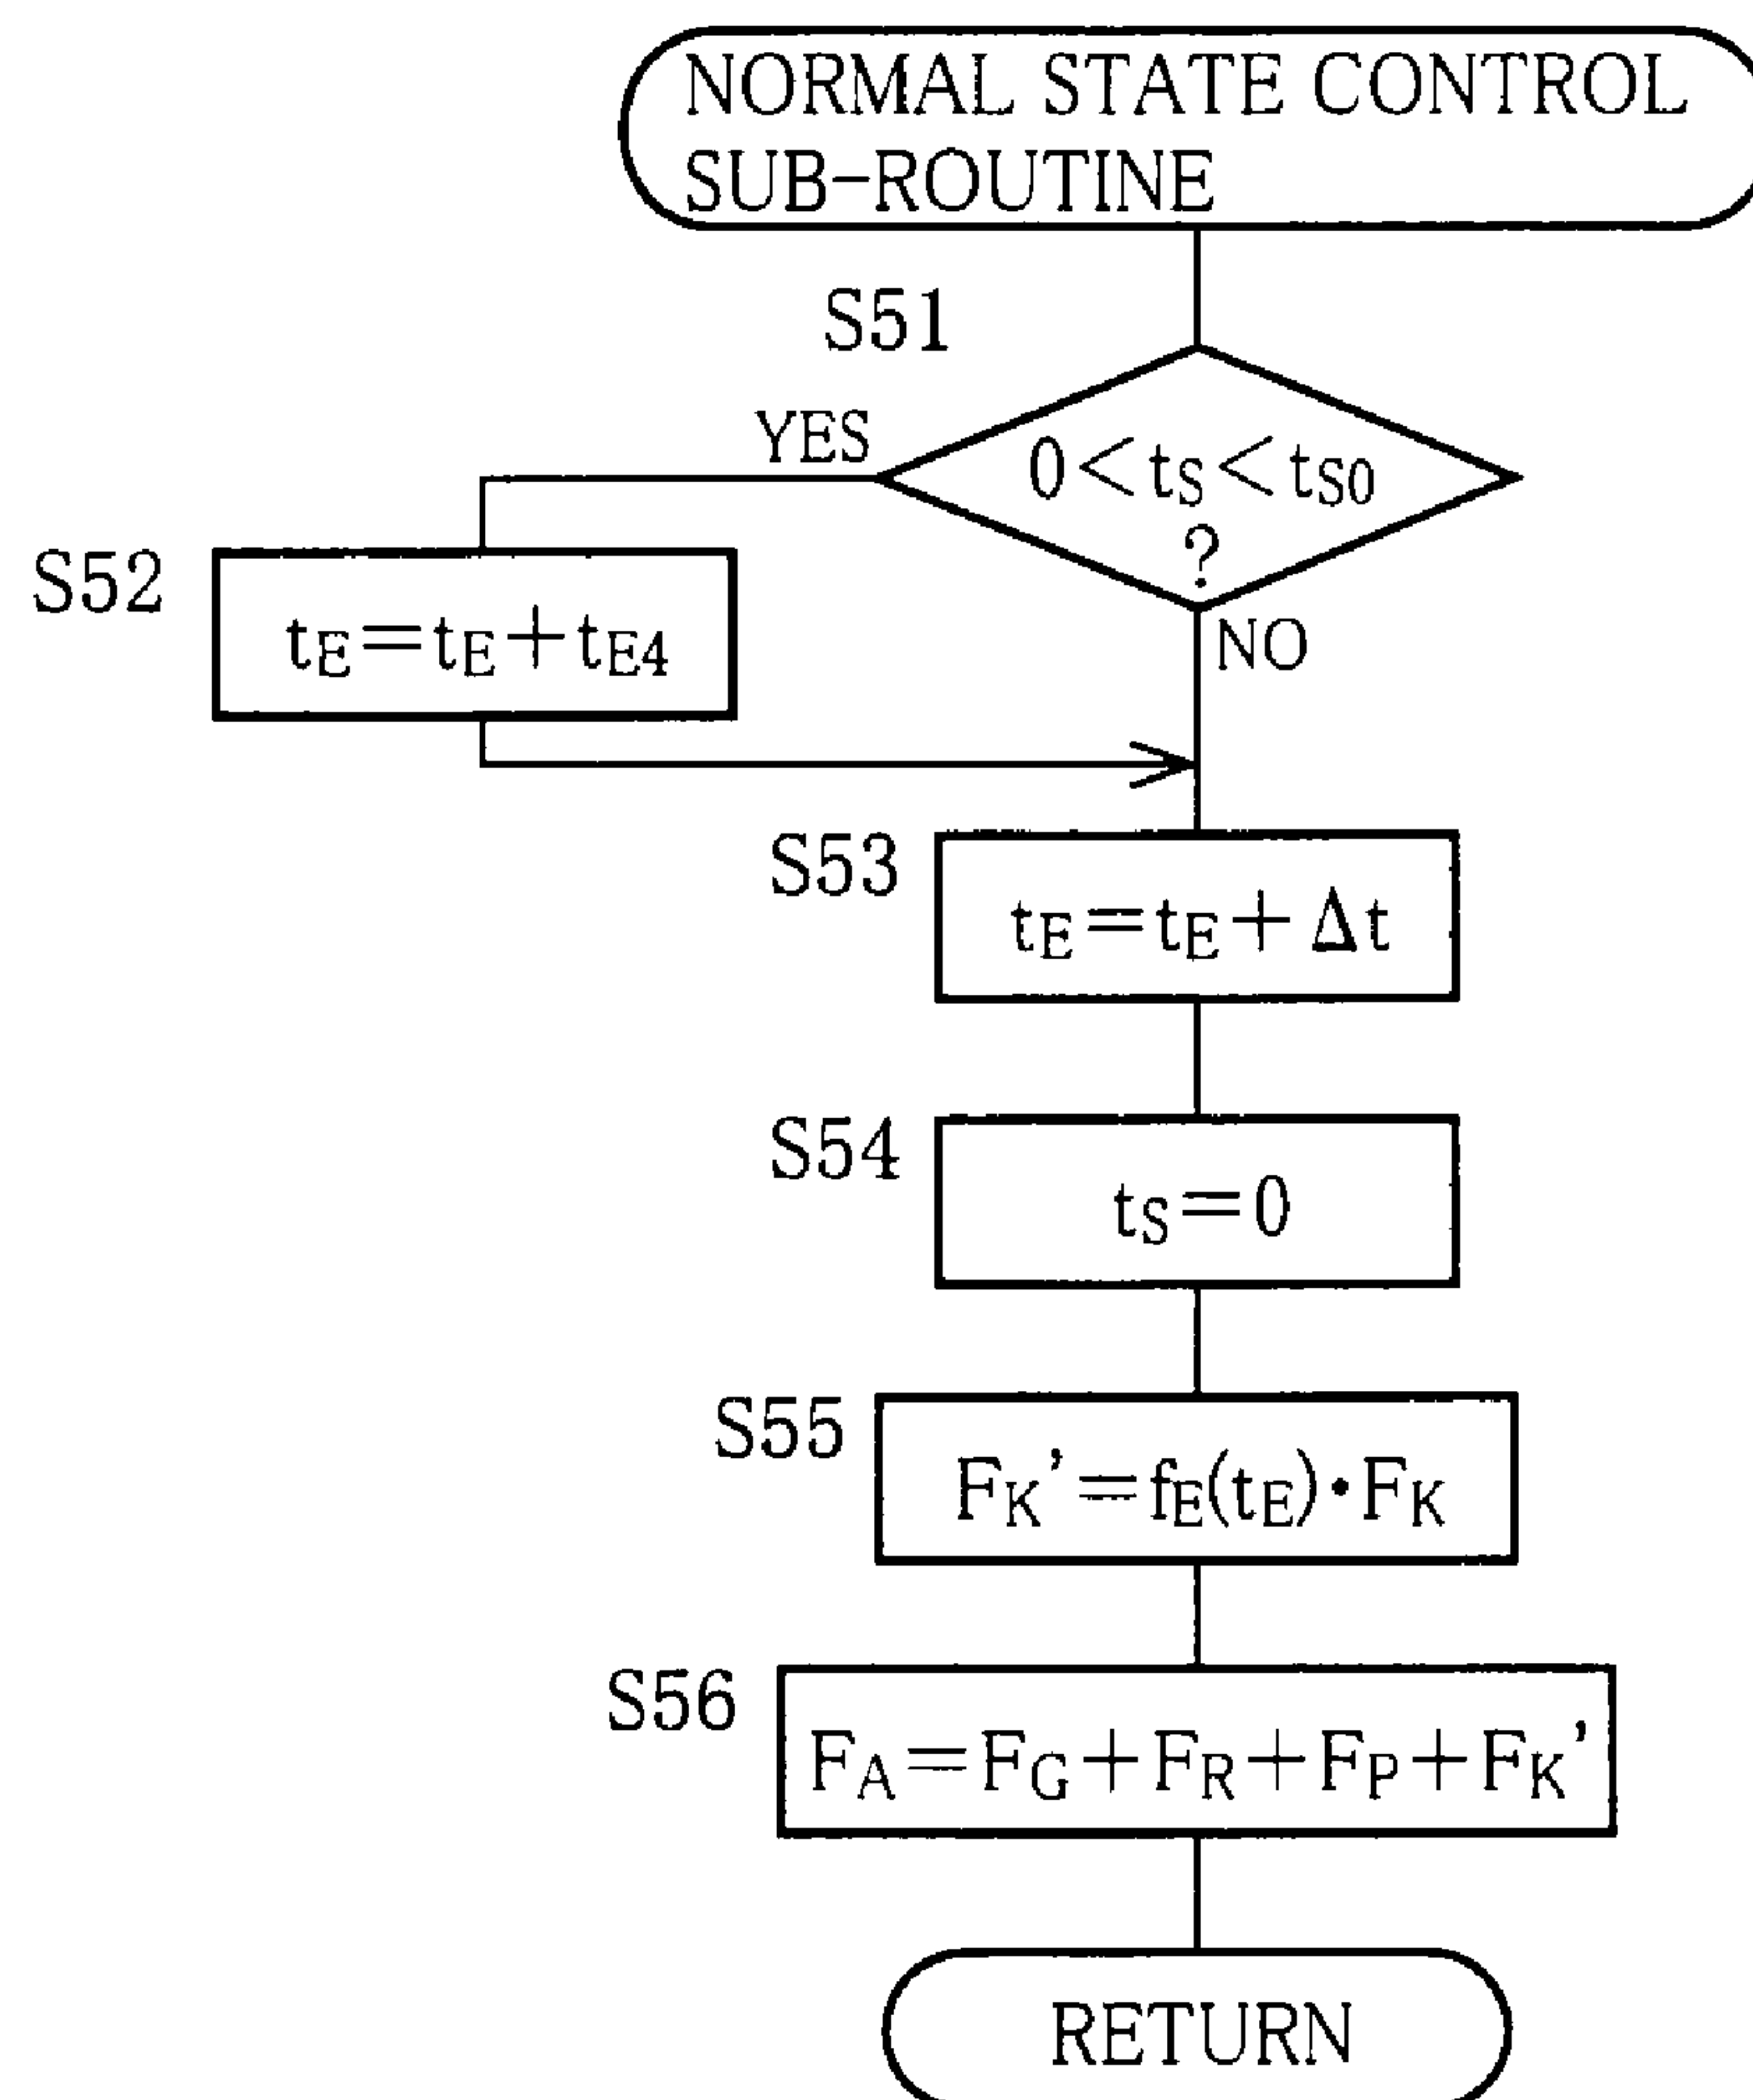 NORMAL STATE CONTROL
SUB-ROUTINE
S51
YES
0<tS<tS0
?
NO
S52
tE=tE+tE4
S53
tE=tE+Δt
S54
tS=0
S55
FK'=fE(tE)•FK
S56
FA=FG+FR+FP+FK'
RETURN